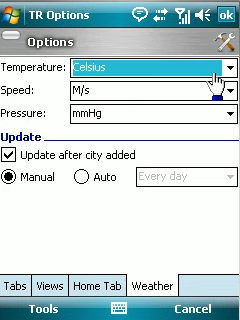 TR Options
ok
Options
Temperature: Celsius
Speed: M/s
Pressure: mmHg
Update
Update after city added
Manual Auto Every day
Tabs Views Home Tab Weather
Tools Cancel